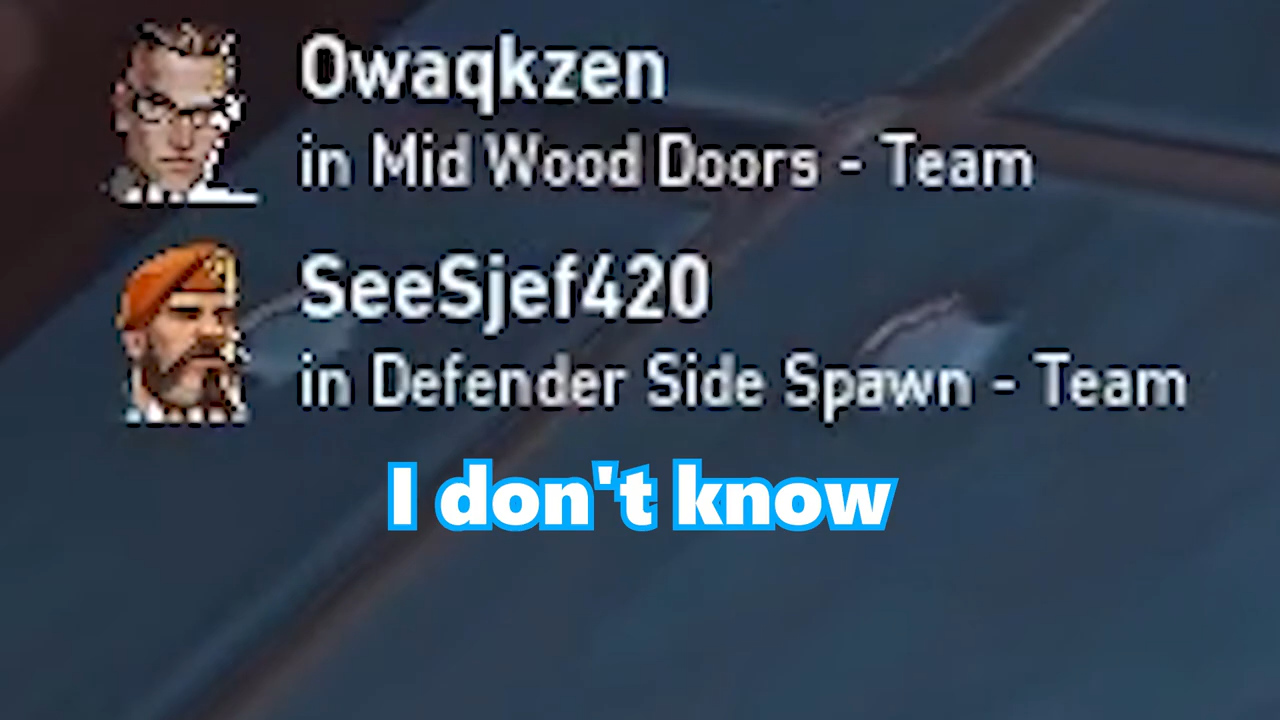 Owaqkzen
in Mid Wood Doors - Team
SeeSjef420
in Defender Side Spawn - Team
I don't know